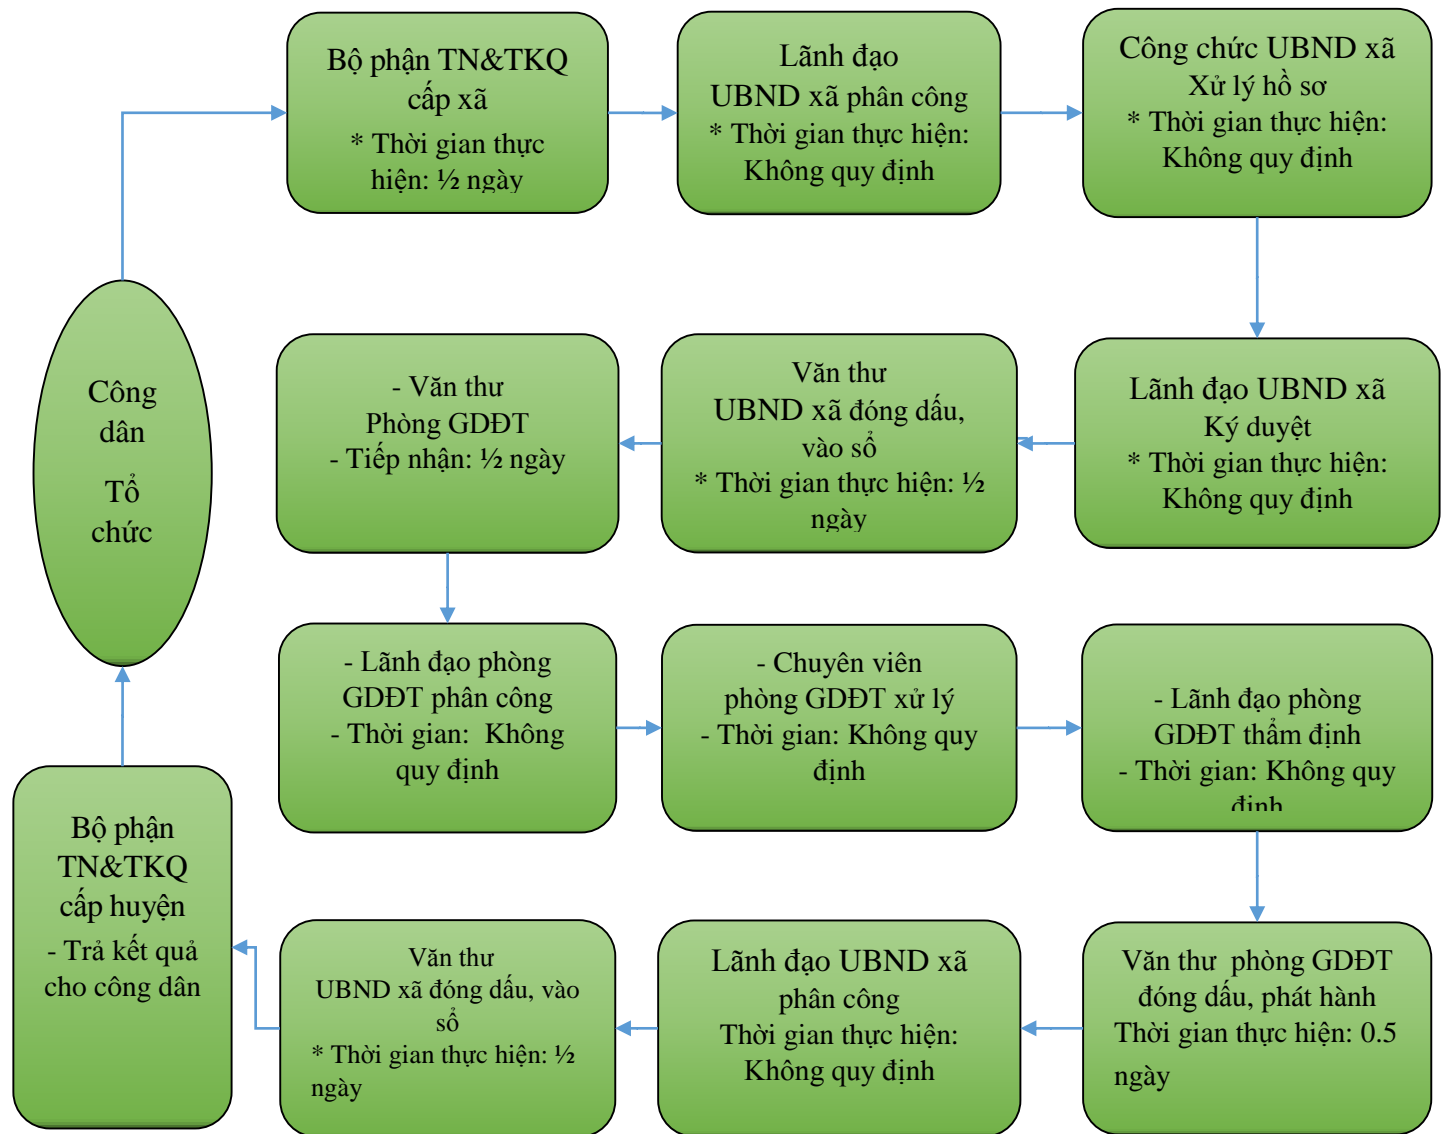 Bộ phận TN&TKQ
cấp xã
* Thời gian thực
hiện: ½ ngày
Lãnh đạo
UBND xã phân công
* Thời gian thực hiện:
Không quy định
Công chức UBND xã
Xử lý hồ sơ
* Thời gian thực hiện:
Không quy định
Công
dân
Tổ
chức
- Văn thư
Phòng GDĐT
- Tiếp nhận: ½ ngày
Văn thư
UBND xã đóng dấu,
vào sổ
* Thời gian thực hiện: ½
ngày
Lãnh đạo UBND xã
Ký duyệt
* Thời gian thực hiện:
Không quy định
- Lãnh đạo phòng
GDĐT phân công
- Thời gian:  Không
quy định
- Chuyên viên
phòng GDĐT xử lý
- Thời gian: Không quy
định
- Lãnh đạo phòng
GDĐT thẩm định
- Thời gian: Không quy
định
Bộ phận
TN&TKQ
cấp huyện
- Trả kết quả
cho công dân
Văn thư
UBND xã đóng dấu, vào
sổ
* Thời gian thực hiện: ½
ngày
Lãnh đạo UBND xã
phân công
Thời gian thực hiện:
Không quy định
Văn thư  phòng GDĐT
đóng dấu, phát hành
Thời gian thực hiện: 0.5
ngày